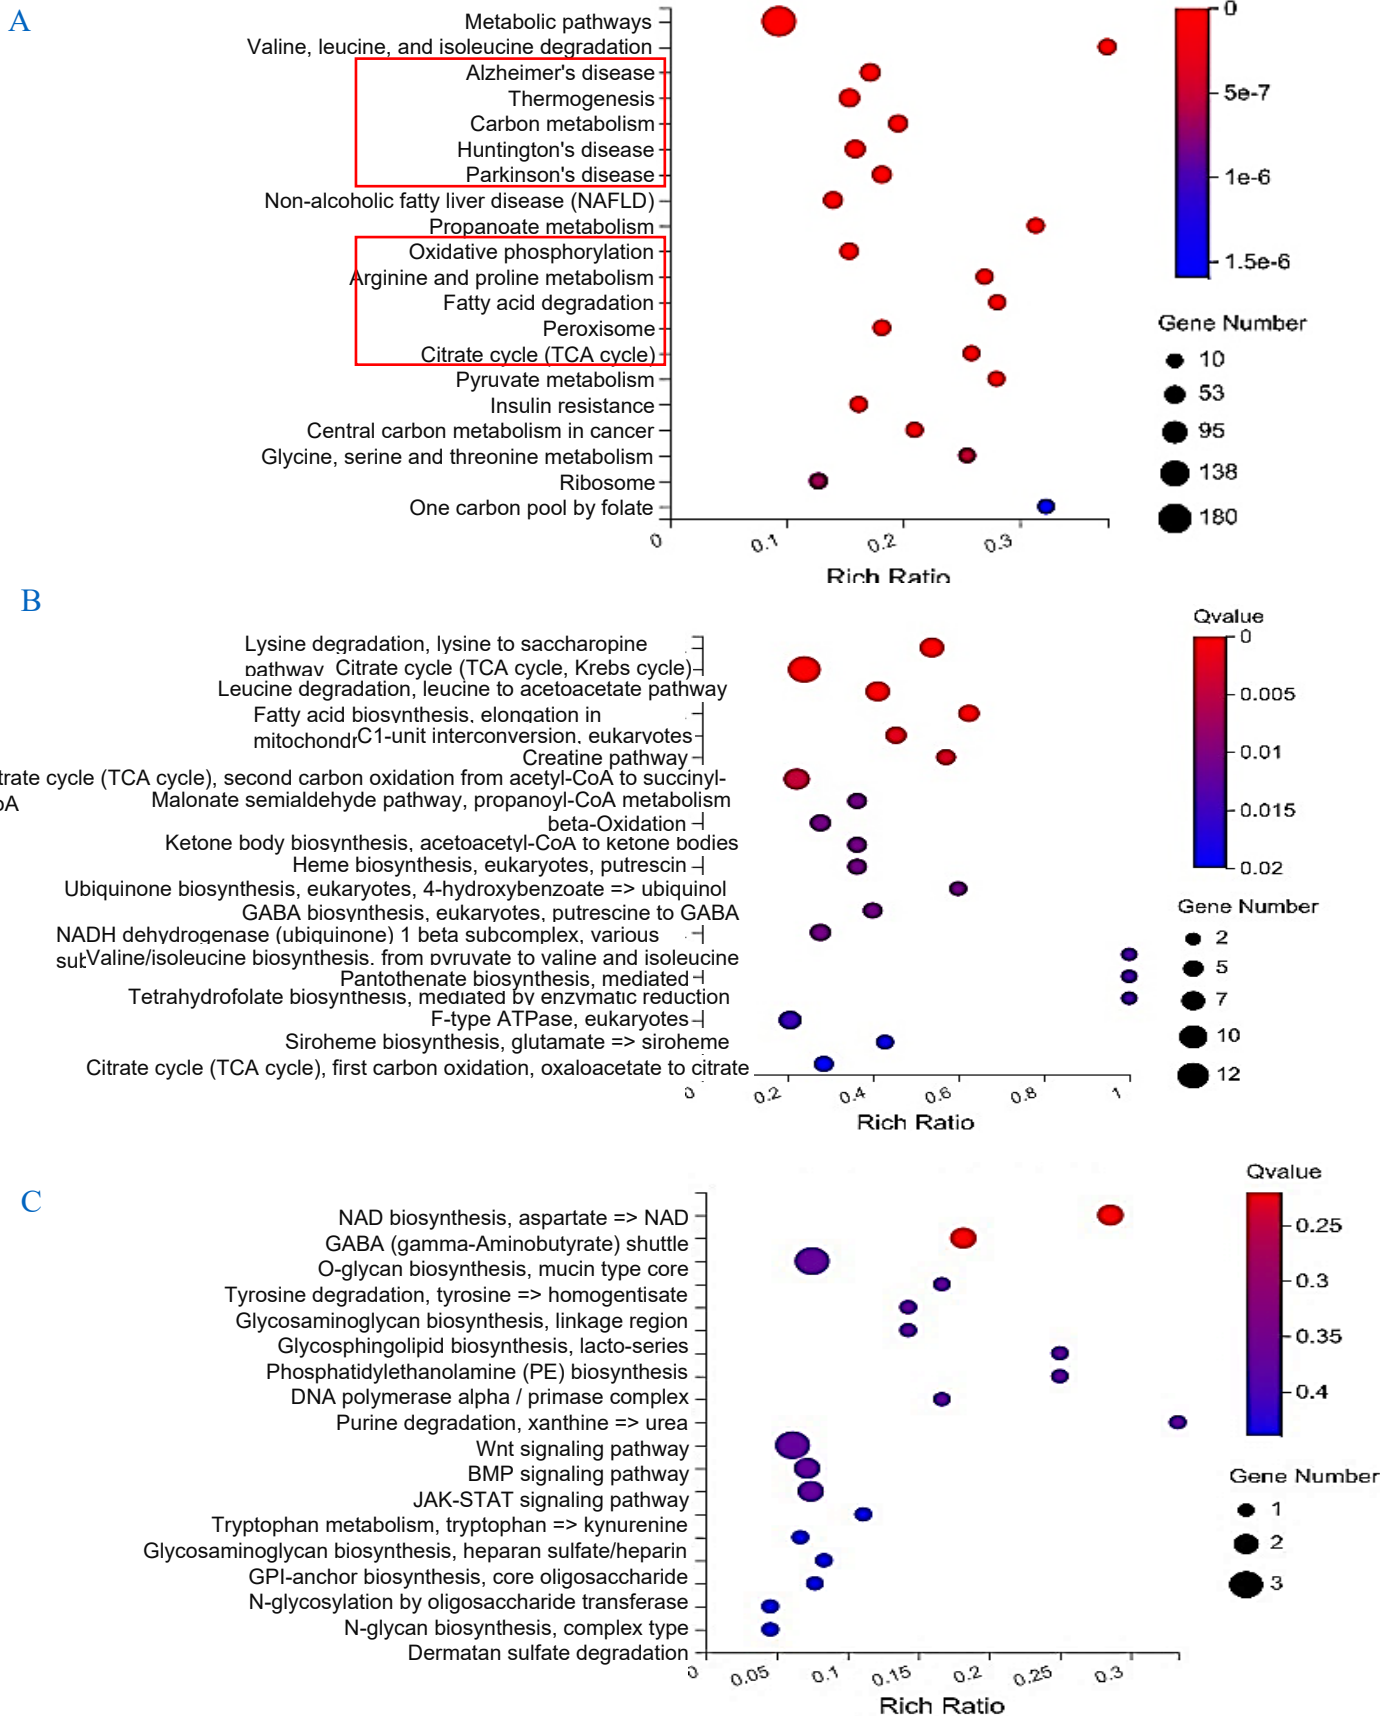 A
Metabolic pathways
Valine, leucine, and isoleucine degradation
Alzheimer's disease
Thermogenesis
Carbon metabolism
Huntington's disease
Parkinson's disease
Non-alcoholic fatty liver disease (NAFLD)
Propanoate metabolism
Oxidative phosphorylation
Arginine and proline metabolism
Fatty acid degradation
Peroxisome
Citrate cycle (TCA cycle)
Pyruvate metabolism
Insulin resistance
Central carbon metabolism in cancer
Glycine, serine and threonine metabolism
Ribosome
One carbon pool by folate
0
0.1
0.2
0.3
Rich Ratio
0
5e-7
1e-6
1.5e-6
Gene Number
10
53
95
138
180
B
Lysine degradation, lysine to saccharopine
pathway Citrate cycle (TCA cycle, Krebs cycle)
Leucine degradation, leucine to acetoacetate pathway
Fatty acid biosynthesis, elongation in
mitochondr C1-unit interconversion, eukaryotes
Creatine pathway
trate cycle (TCA cycle), second carbon oxidation from acetyl-CoA to succinyl-
oA Malonate semialdehyde pathway, propanoyl-CoA metabolism
beta-Oxidation
Ketone body biosynthesis, acetoacetyl-CoA to ketone bodies
Heme biosynthesis, eukaryotes, putrescin
Ubiquinone biosynthesis, eukaryotes, 4-hydroxybenzoate => ubiquinol
GABA biosynthesis, eukaryotes, putrescine to GABA
NADH dehydrogenase (ubiquinone) 1 beta subcomplex, various
sub Valine/isoleucine biosynthesis, from pyruvate to valine and isoleucine
Pantothenate biosynthesis, mediated
Tetrahydrofolate biosynthesis, mediated by enzymatic reduction
F-type ATPase, eukaryotes
Siroheme biosynthesis, glutamate => siroheme
Citrate cycle (TCA cycle), first carbon oxidation, oxaloacetate to citrate
0
0.2
0.4
0.6
0.8
1
Rich Ratio
Qvalue
0
0.005
0.01
0.015
0.02
Gene Number
2
5
7
10
12
C
NAD biosynthesis, aspartate => NAD
GABA (gamma-Aminobutyrate) shuttle
O-glycan biosynthesis, mucin type core
Tyrosine degradation, tyrosine => homogentisate
Glycosaminoglycan biosynthesis, linkage region
Glycosphingolipid biosynthesis, lacto-series
Phosphatidylethanolamine (PE) biosynthesis
DNA polymerase alpha / primase complex
Purine degradation, xanthine => urea
Wnt signaling pathway
BMP signaling pathway
JAK-STAT signaling pathway
Tryptophan metabolism, tryptophan => kynurenine
Glycosaminoglycan biosynthesis, heparan sulfate/heparin
GPI-anchor biosynthesis, core oligosaccharide
N-glycosylation by oligosaccharide transferase
N-glycan biosynthesis, complex type
Dermatan sulfate degradation
0
0.05
0.1
0.15
0.2
0.25
0.3
Rich Ratio
Qvalue
0.25
0.3
0.35
0.4
Gene Number
1
2
3